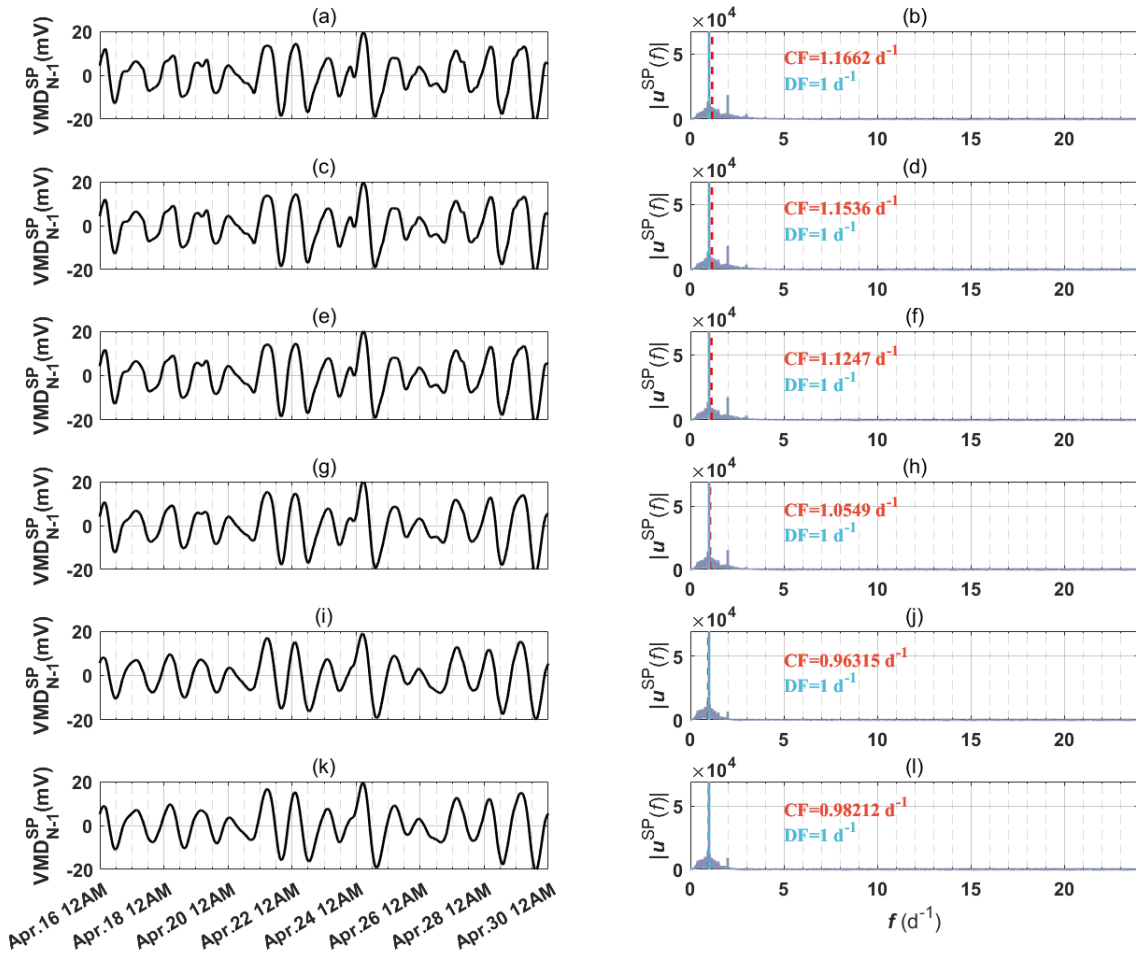 (a)
VMD^SP_N-1(mV)
20
0
-20
(b)
×10^4
|u^SP(f)|
5
0
CF=1.1662 d^-1
DF=1 d^-1
0 5 10 15 20
(c)
VMD^SP_N-1(mV)
20
0
-20
(d)
×10^4
|u^SP(f)|
5
0
CF=1.1536 d^-1
DF=1 d^-1
0 5 10 15 20
(e)
VMD^SP_N-1(mV)
20
0
-20
(f)
×10^4
|u^SP(f)|
5
0
CF=1.1247 d^-1
DF=1 d^-1
0 5 10 15 20
(g)
VMD^SP_N-1(mV)
20
0
-20
(h)
×10^4
|u^SP(f)|
5
0
CF=1.0549 d^-1
DF=1 d^-1
0 5 10 15 20
(i)
VMD^SP_N-1(mV)
20
0
-20
(j)
×10^4
|u^SP(f)|
5
0
CF=0.96315 d^-1
DF=1 d^-1
0 5 10 15 20
(k)
VMD^SP_N-1(mV)
20
0
-20
Apr.16 12AM
Apr.18 12AM
Apr.20 12AM
Apr.22 12AM
Apr.24 12AM
Apr.26 12AM
Apr.28 12AM
Apr.30 12AM
(l)
×10^4
|u^SP(f)|
5
0
CF=0.98212 d^-1
DF=1 d^-1
0 5 10 15 20
f (d^-1)